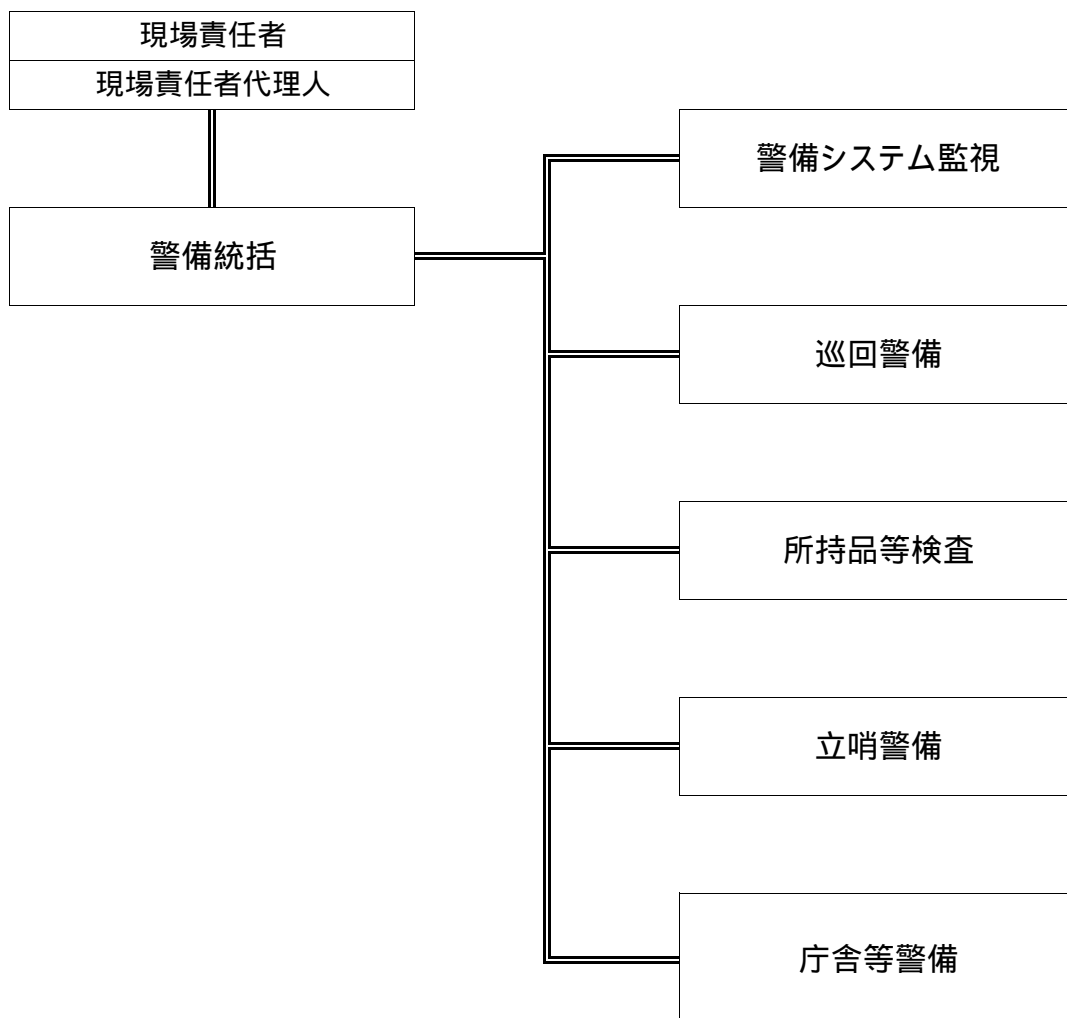 現場責任者
現場責任者代理人
警備統括
警備システム監視
巡回警備
所持品等検査
立哨警備
庁舎等警備